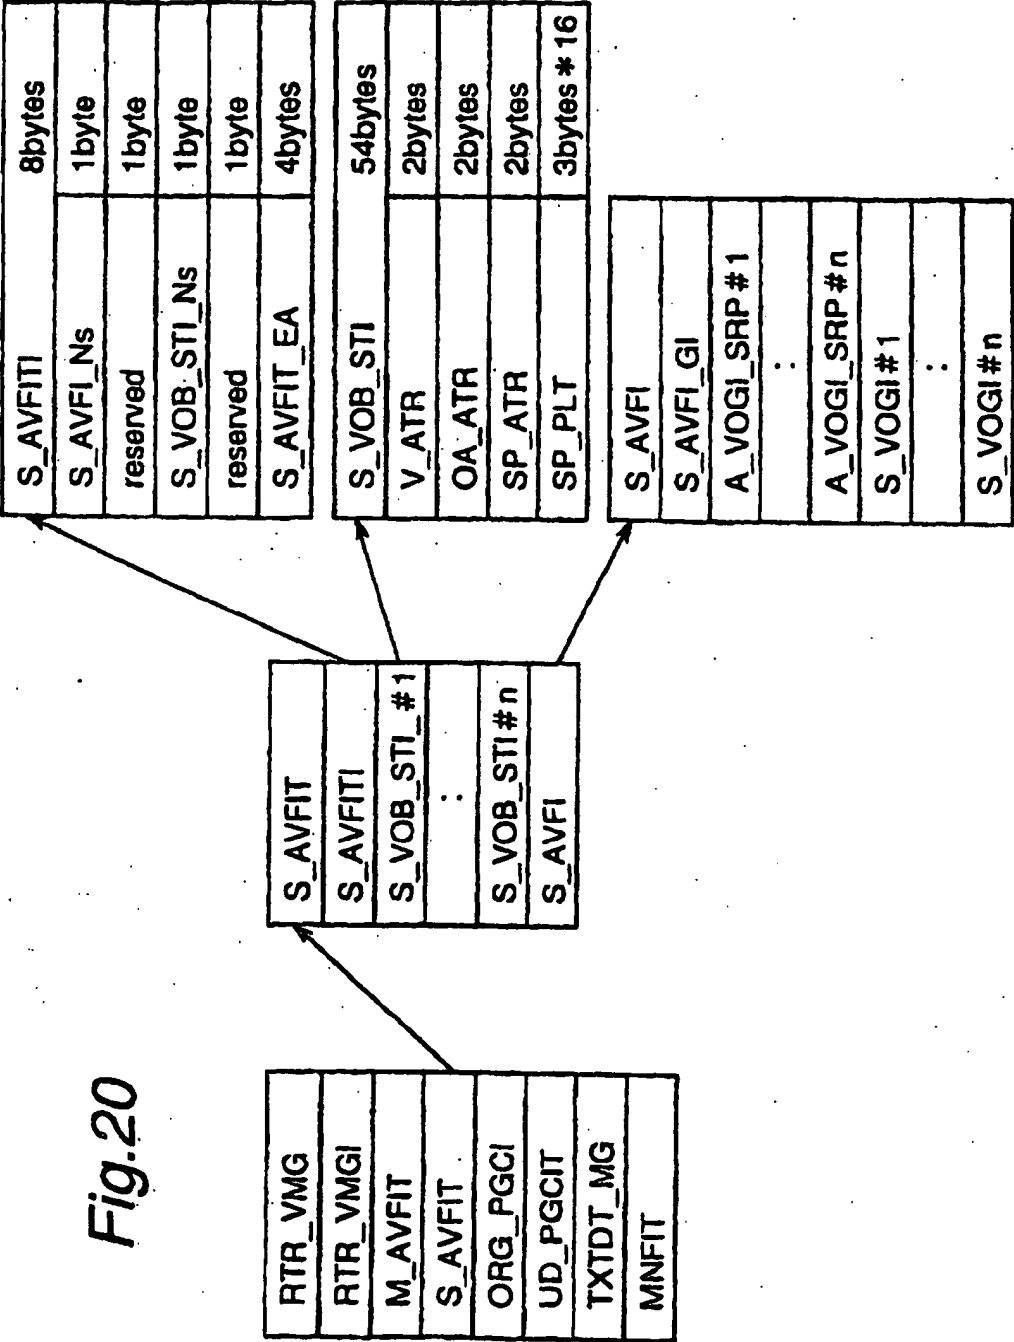 Fig.20
RTR_VMG
RTR_VMGI
M_AVFIT
S_AVFIT
ORG_PGCI
UD_PGCIT
TXTDT_MG
MNFIT
S_AVFIT
S_AVFITI
S_VOB_STI_#1
:
S_VOB_STI#n
S_AVFI
S_AVFITI 8bytes
S_AVFI_Ns 1byte
reserved 1byte
S_VOB_STI_Ns 1byte
reserved 1byte
S_AVFIT_EA 4bytes
S_VOB_STI 54bytes
V_ATR 2bytes
OA_ATR 2bytes
SP_ATR 2bytes
SP_PLT 3bytes*16
S_AVFI
S_AVFI_GI
A_VOGI_SRP#1
:
A_VOGI_SRP#n
S_VOGI#1
:
S_VOGI#n